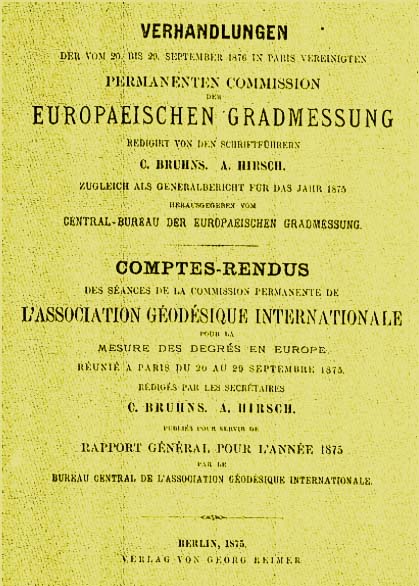 VERHANDLUNGEN
DER VOM 20. BIS 29. SEPTEMBER 1876 IN PARIS VEREINIGTEN
PERMANENTEN COMMISSION
DER
EUROPAEISCHEN GRADMESSUNG
REDIGIRT VON DEN SCHRIFTFÜHRERN
C. BRUHNS. A. HIRSCH.
ZUGLEICH ALS GENERALBERICHT FÜR DAS JAHR 1875
HERAUSGEGEBEN VOM
CENTRAL-BUREAU DER EUROPAEISCHEN GRADMESSUNG.
COMPTES-RENDUS
DES SÉANCES DE LA COMMISSION PERMANENTE DE
L'ASSOCIATION GÉODÉSIQUE INTERNATIONALE
POUR LA
MESURE DES DEGRÉS EN EUROPE.
RÉUNIÉ A PARIS DU 20 AU 29 SEPTEMBRE 1875.
RÉDIGÉS PAR LES SECRÉTAIRES
C. BRUHNS. A. HIRSCH.
PUBLIÉS POUR SERVIR DE
RAPPORT GÉNÉRAL POUR L'ANNÉE 1875
PAR LE
BUREAU CENTRAL DE L'ASSOCIATION GÉODÉSIQUE INTERNATIONALE.
BERLIN, 1875.
VERLAG VON GEORG REIMER